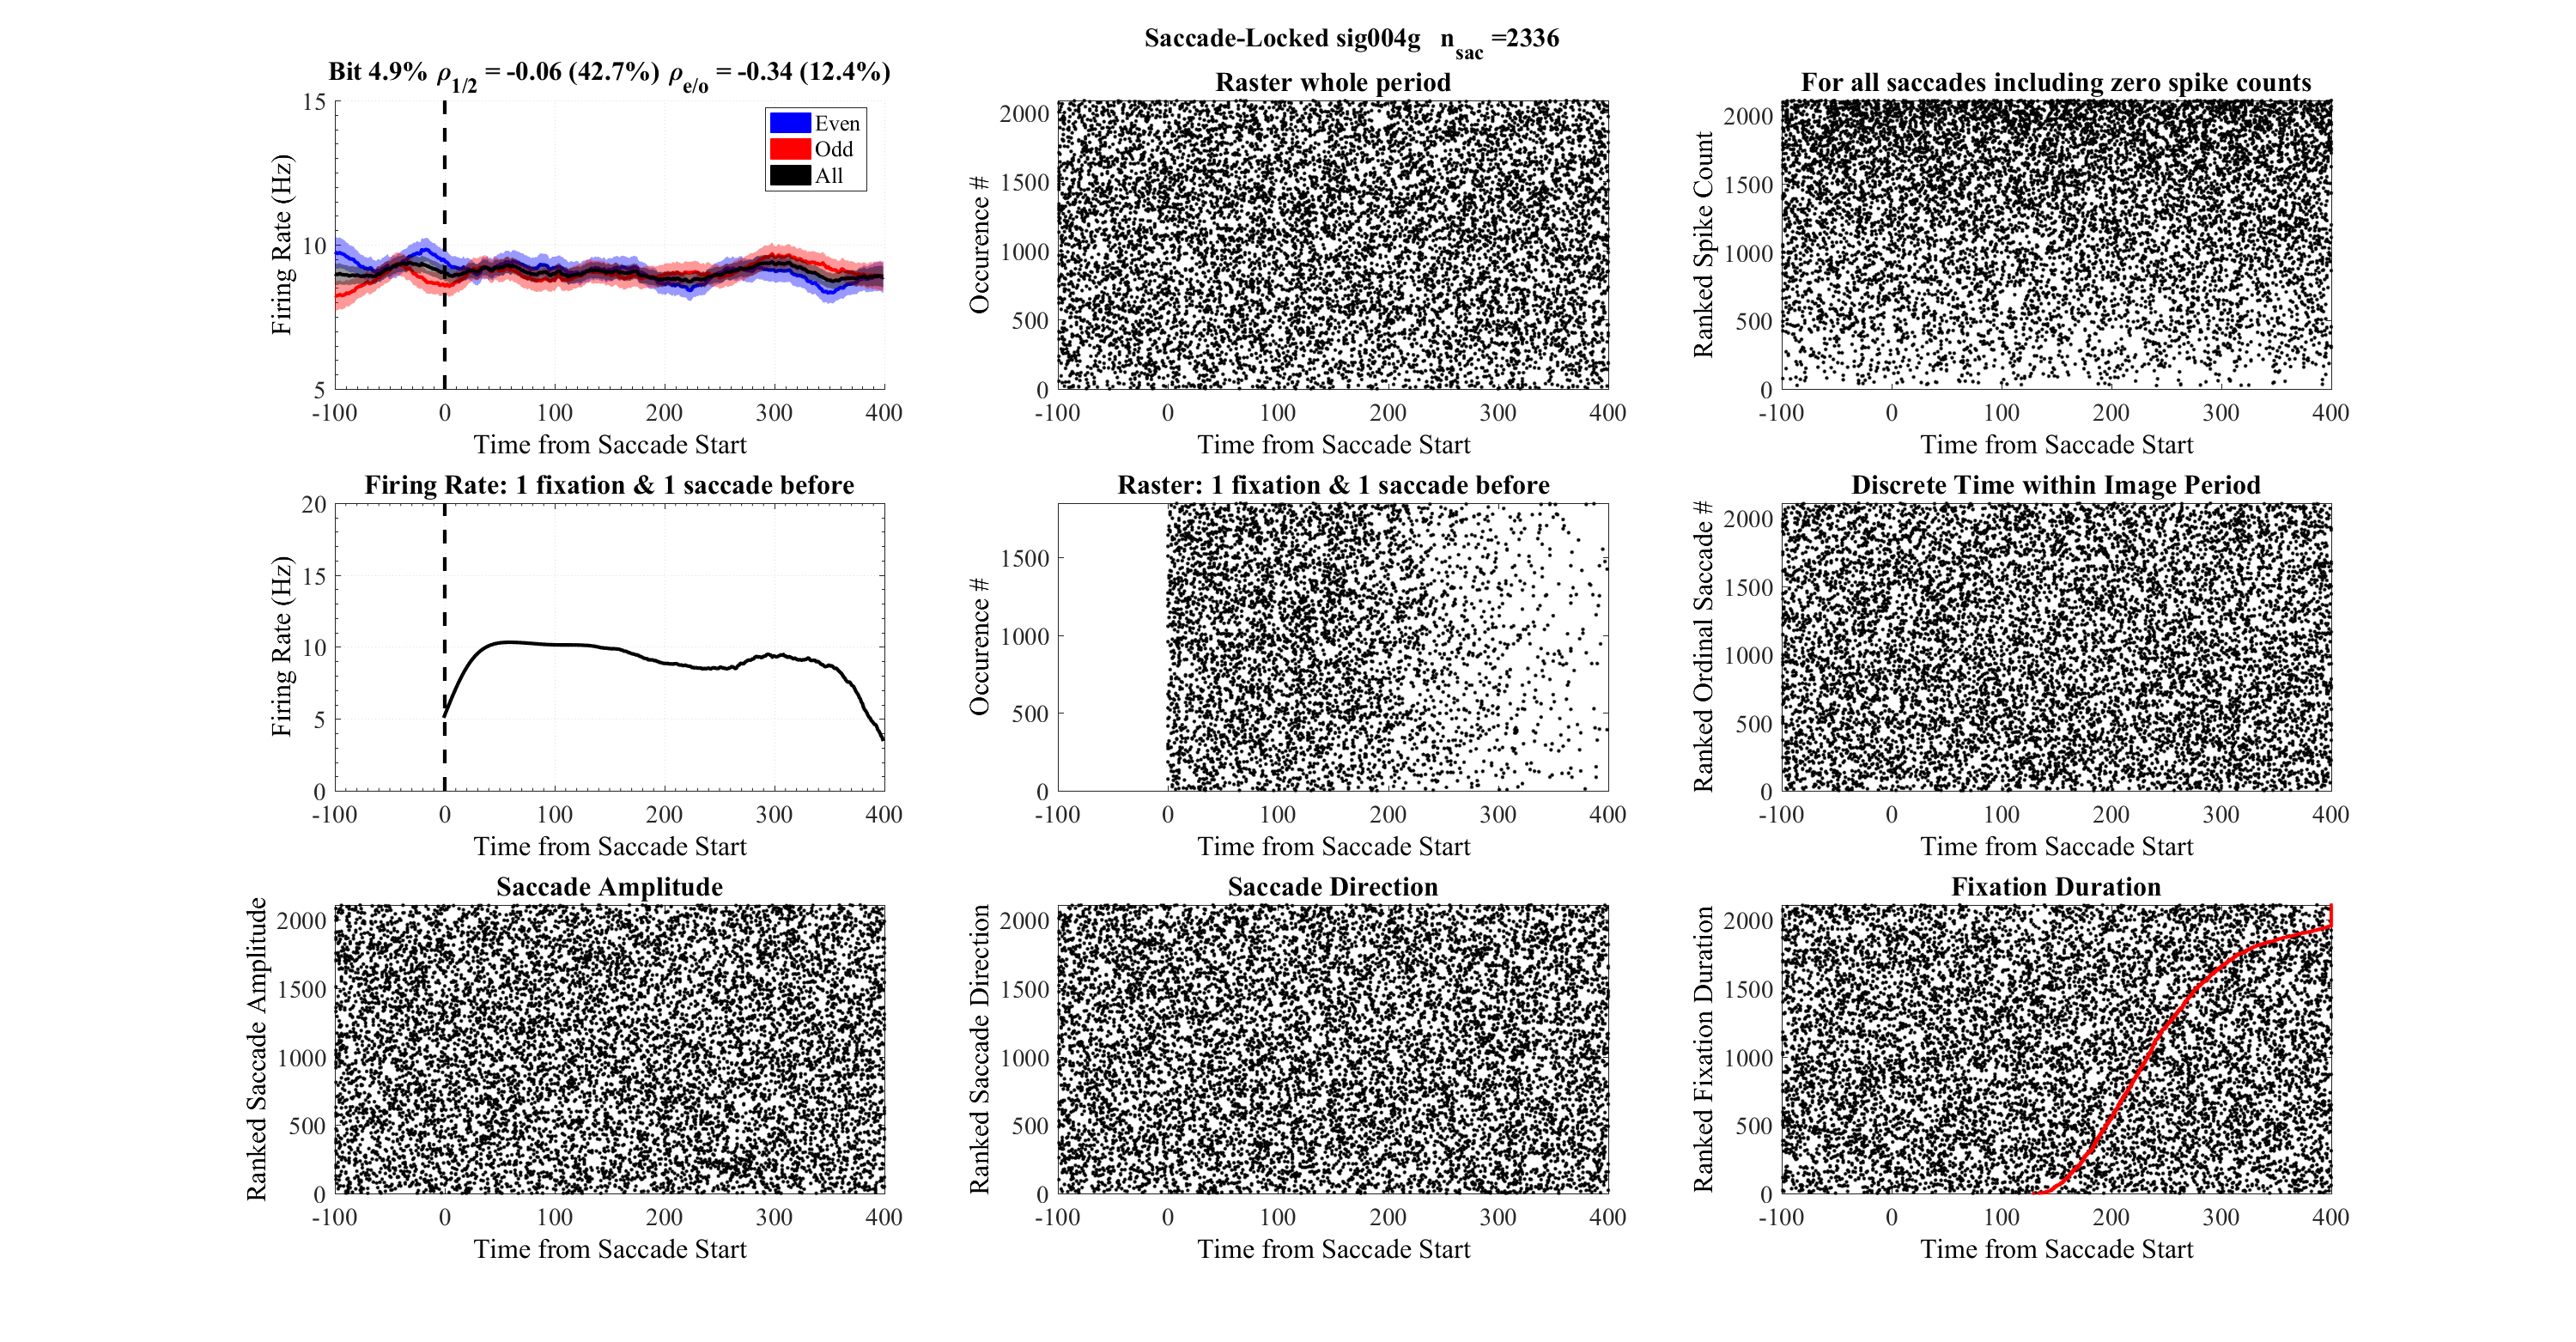 Saccade-Locked sig004g n_sac =2336
Bit 4.9% ρ_1/2 = -0.06 (42.7%) ρ_e/o = -0.34 (12.4%)
15
10
5
Firing Rate (Hz)
Even
Odd
All
-100 0 100 200 300 400
Time from Saccade Start
Raster whole period
2000
1500
1000
500
0
Occurence #
-100 0 100 200 300 400
Time from Saccade Start
For all saccades including zero spike counts
2000
1500
1000
500
0
Ranked Spike Count
-100 0 100 200 300 400
Time from Saccade Start
Firing Rate: 1 fixation & 1 saccade before
20
15
10
5
0
Firing Rate (Hz)
-100 0 100 200 300 400
Time from Saccade Start
Raster: 1 fixation & 1 saccade before
1500
1000
500
0
Occurence #
-100 0 100 200 300 400
Time from Saccade Start
Discrete Time within Image Period
2000
1500
1000
500
0
Ranked Ordinal Saccade #
-100 0 100 200 300 400
Time from Saccade Start
Saccade Amplitude
2000
1500
1000
500
0
Ranked Saccade Amplitude
-100 0 100 200 300 400
Time from Saccade Start
Saccade Direction
2000
1500
1000
500
0
Ranked Saccade Direction
-100 0 100 200 300 400
Time from Saccade Start
Fixation Duration
2000
1500
1000
500
0
Ranked Fixation Duration
-100 0 100 200 300 400
Time from Saccade Start